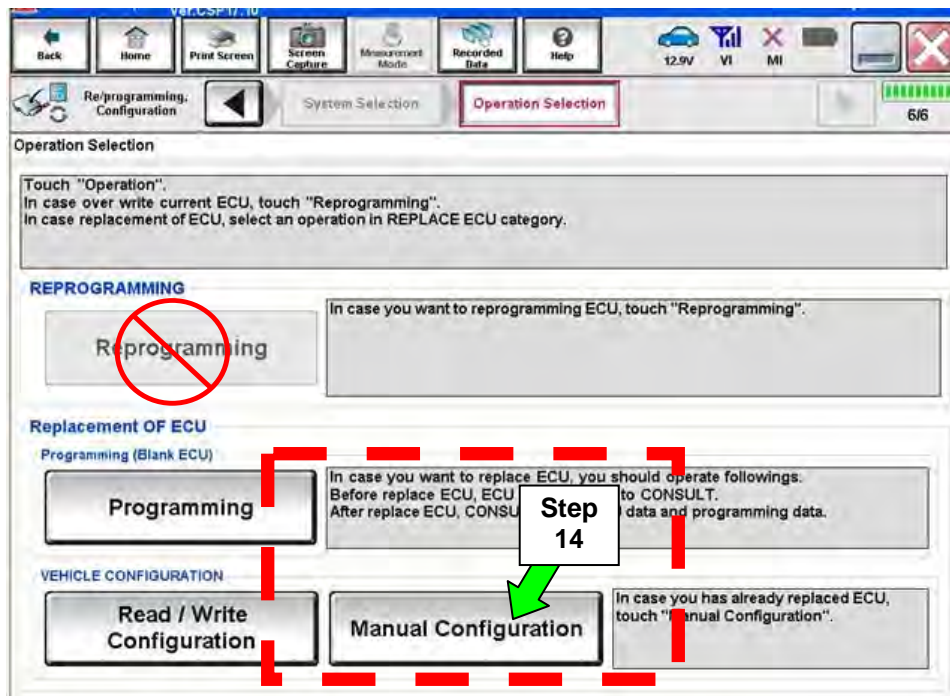 Ver.CSP17.10
Back
Home
Print Screen
Screen
Capture
Measurement
Mode
Recorded
Data
Help
12.9V
VI
MI
Re/programming,
Configuration
System Selection
Operation Selection
6/6
Operation Selection
Touch "Operation".
In case over write current ECU, touch "Reprogramming".
In case replacement of ECU, select an operation in REPLACE ECU category.
REPROGRAMMING
Reprogramming
In case you want to reprogramming ECU, touch "Reprogramming".
Replacement OF ECU
Programming (Blank ECU)
Programming
In case you want to replace ECU, you should operate followings.
Before replace ECU, ECU to CONSULT.
After replace ECU, data and programming data.
Step
14
VEHICLE CONFIGURATION
Read / Write
Configuration
Manual Configuration
In case you has already replaced ECU,
touch "Manual Configuration".